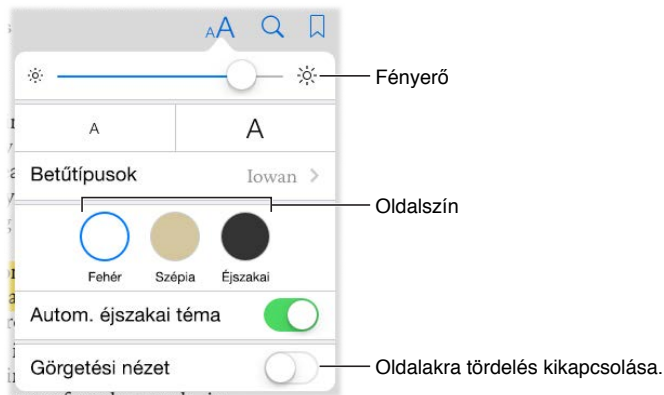 AA
Fényerő
A A
Betűtípusok Iowan
Oldalszín
Fehér Szépia Éjszakai
Autom. éjszakai téma
Görgetési nézet
Oldalakra tördelés kikapcsolása.